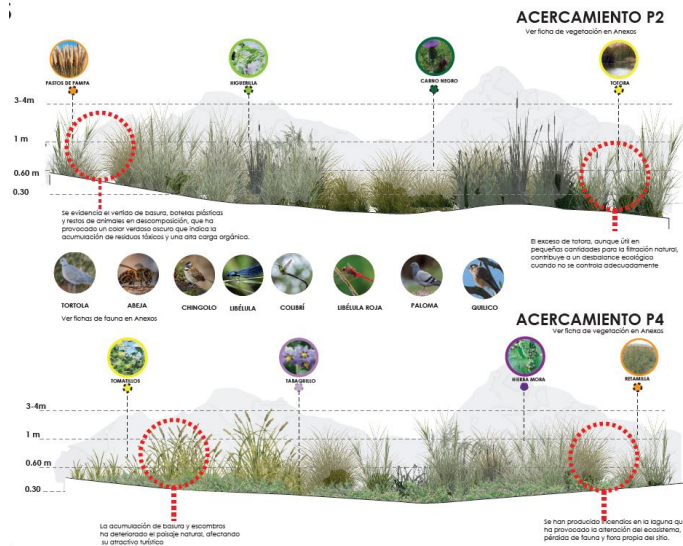 ACERCAMIENTO P2
Ver ficha de vegetación en Anexos
PASTOS DE PAMPA
HIGUERILLA
CARBO NEGRO
TOTORA
3-4m
1 m
0.60 m
0.30
Se evidencia el vertido de basura, botellas plásticas
y restos de animales en descomposición, que ha
provocado un color verdoso oscuro que indica la
acumulación de residuos tóxicos y una alta carga orgánica.
El exceso de totora, aunque útil en
pequeñas cantidades para la filtración natural,
contribuye a un desbalance ecológico
cuando no se controla adecuadamente
TORTOLA
ABEJA
CHINGOLO
LIBÉLULA
COLIBRÍ
LIBÉLULA ROJA
PALOMA
QUILICO
Ver fichas de fauna en Anexos
ACERCAMIENTO P4
Ver ficha de vegetación en Anexos
TOMATILLOS
TABAQUILLO
HIERBA MORA
RETAMILLA
3-4m
1 m
0.60 m
0.30
La acumulación de basura y escombros
ha deteriorado el paisaje natural, afectando
su atractivo turístico
Se han producido incendios en la laguna qu
ha provocado la alteración del ecosistema,
pérdida de fauna y flora propia del sitio.